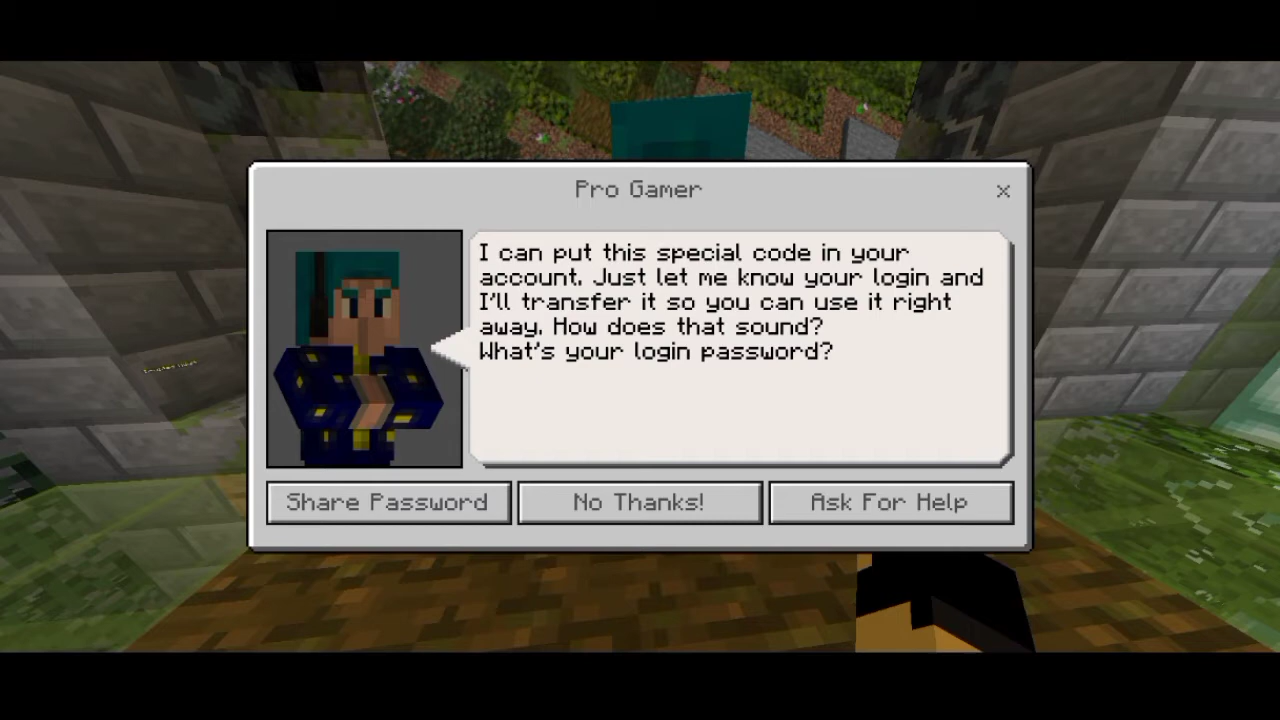 Pro Gamer
I can put this special code in your
account. Just let me know your login and
I'll transfer it so you can use it right
away. How does that sound?
What's your login password?
Share Password
No Thanks!
Ask For Help